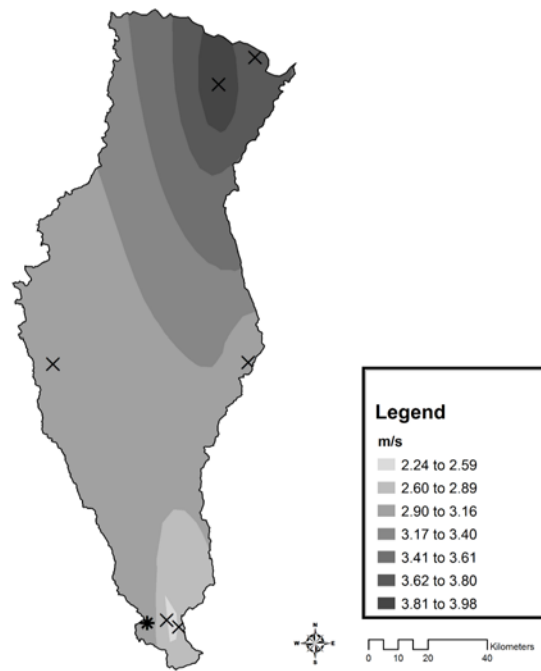 Legend
m/s
2.24 to 2.59
2.60 to 2.89
2.90 to 3.16
3.17 to 3.40
3.41 to 3.61
3.62 to 3.80
3.81 to 3.98
N
W E
S
Kilometers
0 5 10 20 40